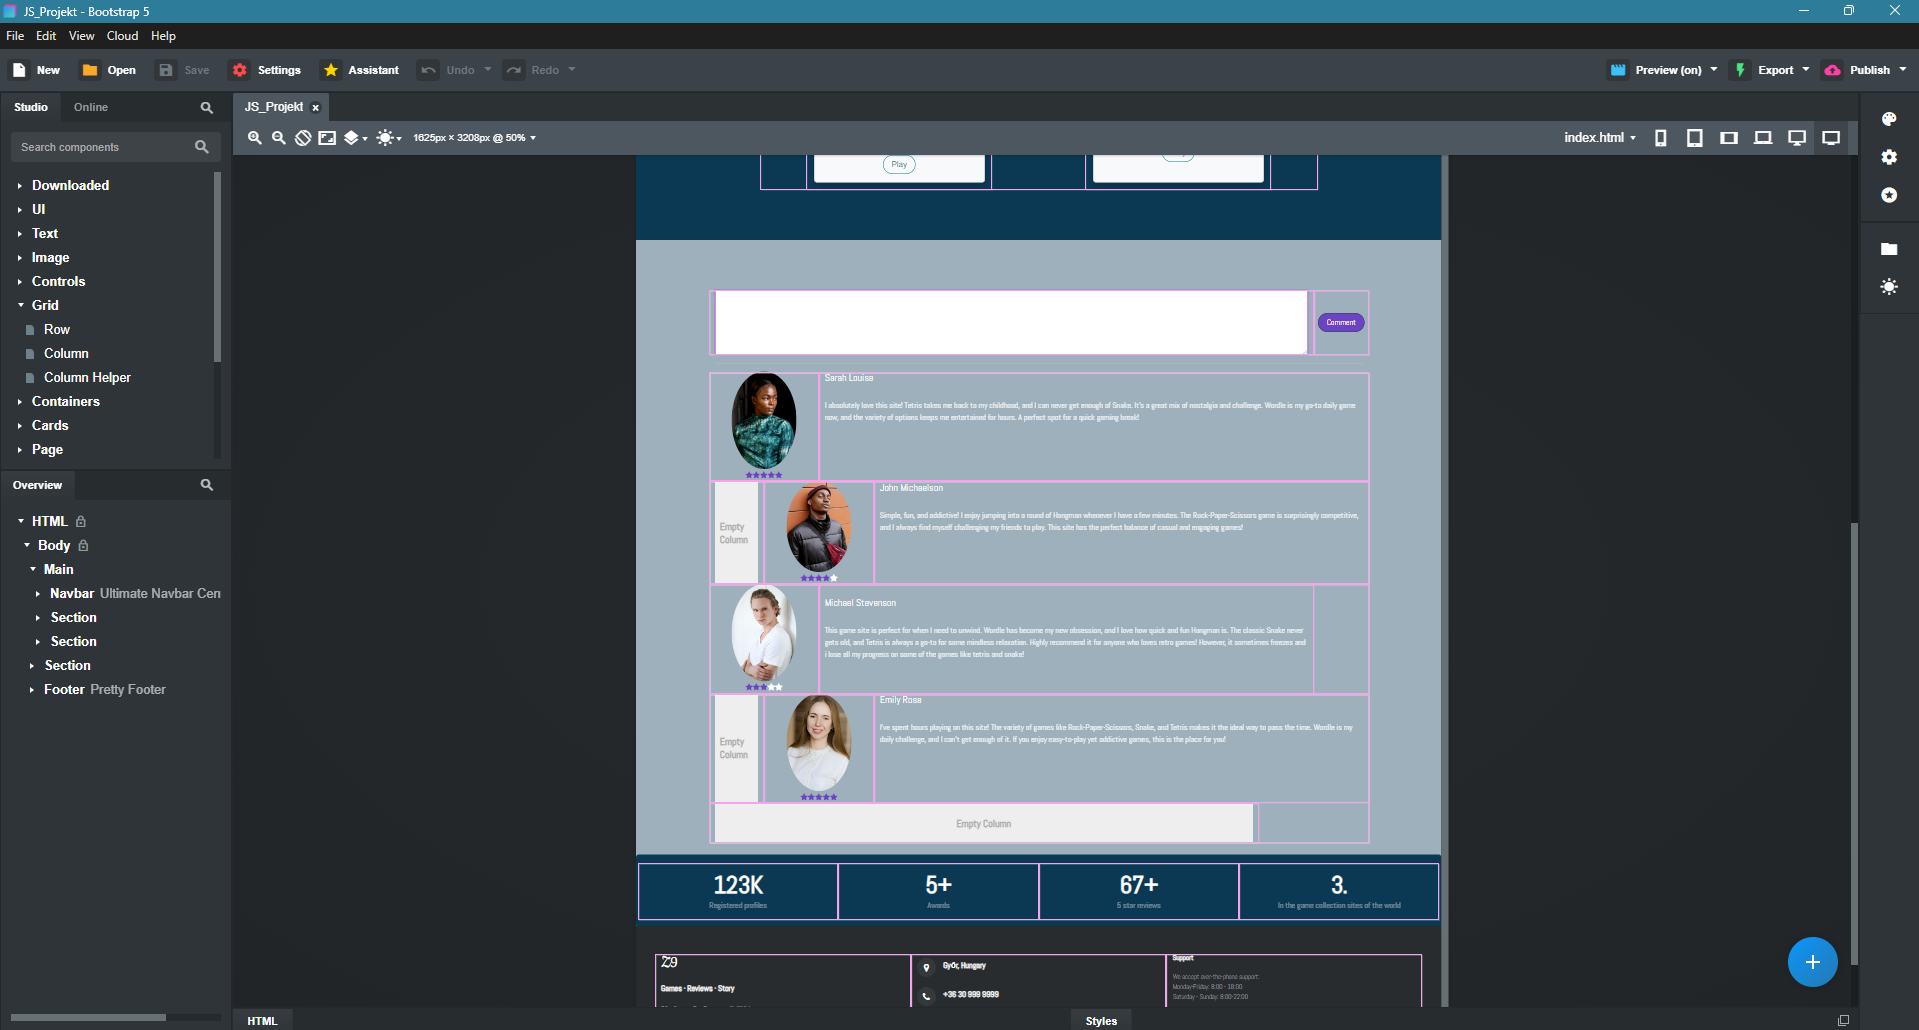 JS_Projekt - Bootstrap 5
File Edit View Cloud Help
New Open Save Settings Assistant Undo Redo Preview (on) Export Publish
Studio Online
JS_Projekt
1625px × 3208px @ 50%
index.html
Search components
Downloaded
UI
Text
Image
Controls
Grid
Row
Column
Column Helper
Containers
Cards
Page
Overview
HTML
Body
Main
Navbar Ultimate Navbar Cen
Section
Section
Section
Footer Pretty Footer
Play
Comment
Sarah Louisa
I absolutely love this site! Tetris takes me back to my childhood, and I can never get enough of Snake. It's a great mix of nostalgia and challenge. Wordle is my go-to daily game
now, and the variety of options keeps me entertained for hours. A perfect spot for a quick gaming break!
Empty
Column
John Michaelson
Simple, fun, and addictive! I enjoy jumping into a round of Hangman whenever I have a few minutes. The Rock-Paper-Scissors game is surprisingly competitive,
and I always find myself challenging my friends to play. This site has the perfect balance of casual and engaging games!
Michael Stevenson
This game site is perfect for when I need to unwind. Wordle has become my new obsession, and I love how quick and fun Hangman is. The classic Snake never
gets old, and Tetris is always a go-to for some mindless relaxation. Highly recommend it for anyone who loves retro games! However, it sometimes freezes and
i lose all my progress on some of the games like tetris and snake!
Empty
Column
Emily Rose
I've spent hours playing on this site! The variety of games like Rock-Paper-Scissors, Snake, and Tetris makes it the ideal way to pass the time. Wordle is my
daily challenge, and I can't get enough of it. If you enjoy easy-to-play yet addictive games, this is the place for you!
Empty Column
123K
Registered profiles
5+
Awards
67+
5 star reviews
3.
In the game collection sites of the world
Games · Reviews · Story
Győr, Hungary
+36 30 999 9999
Support
We accept over-the-phone support:
Monday-Friday: 8:00 - 18:00
Saturday - Sunday: 8:00-22:00
HTML
Styles